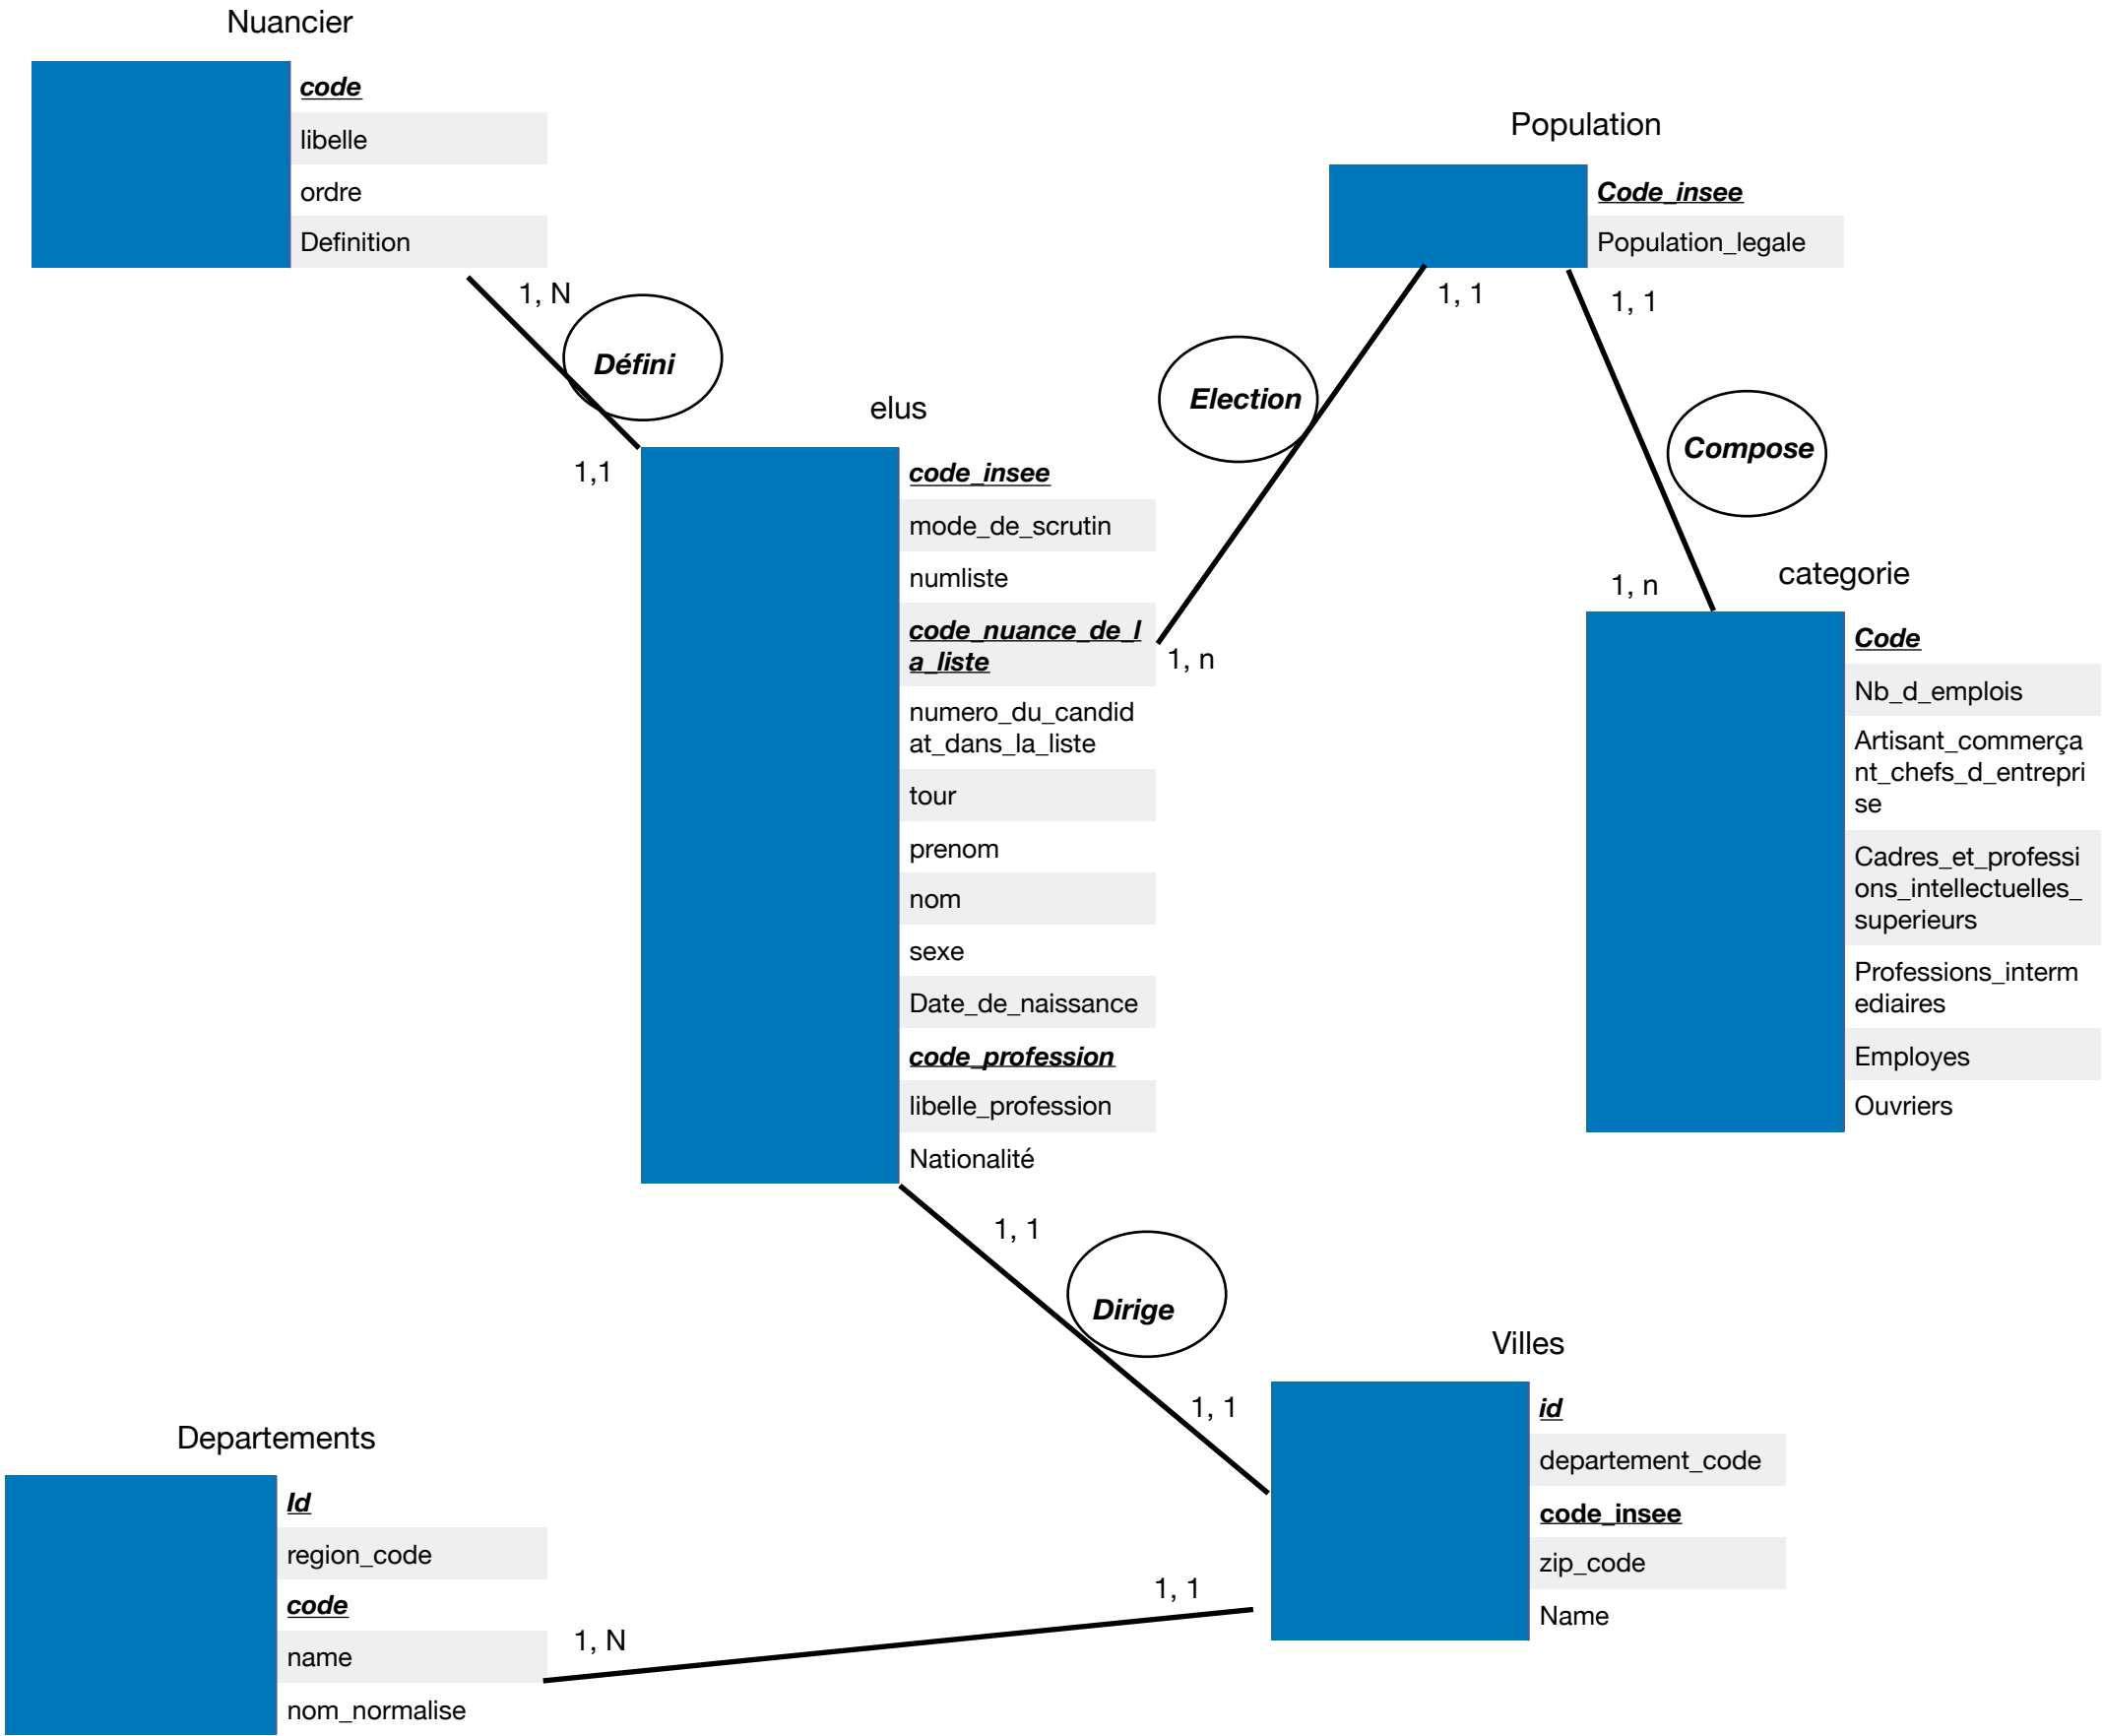 Nuancier
code
libelle
ordre
Definition
1, N
Défini
1,1
Population
Code_insee
Population_legale
1, 1
1, 1
Election
1, n
Compose
1, n
elus
code_insee
mode_de_scrutin
numliste
code_nuance_de_l
a_liste
numero_du_candid
at_dans_la_liste
tour
prenom
nom
sexe
Date_de_naissance
code_profession
libelle_profession
Nationalité
categorie
Code
Nb_d_emplois
Artisant_commerça
nt_chefs_d_entrepri
se
Cadres_et_professi
ons_intellectuelles_
superieurs
Professions_interm
ediaires
Employes
Ouvriers
1, 1
Dirige
1, 1
Villes
id
departement_code
code_insee
zip_code
Name
Departements
Id
region_code
code
name
nom_normalise
1, N
1, 1